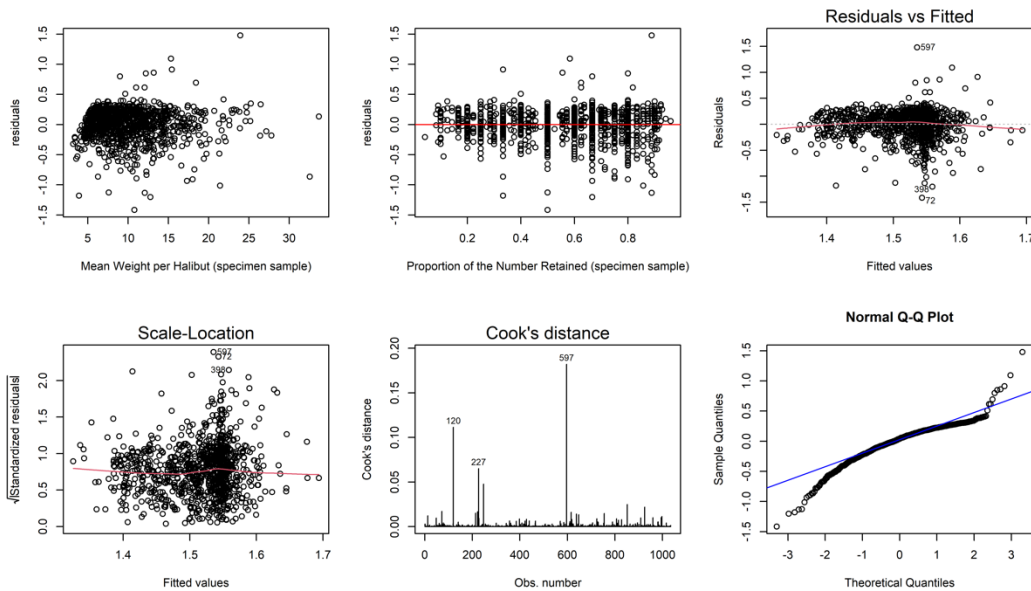 residuals
1.5
1.0
0.5
0.0
-0.5
-1.0
-1.5
5 10 15 20 25 30
Mean Weight per Halibut (specimen sample)
residuals
1.5
1.0
0.5
0.0
-0.5
-1.0
-1.5
0.2 0.4 0.6 0.8
Proportion of the Number Retained (specimen sample)
Residuals vs Fitted
Residuals
1.5
1.0
0.5
0.0
-0.5
-1.0
-1.5
597
398
72
1.4 1.5 1.6 1.7
Fitted values
Scale-Location
√|Standardized residuals|
2.0
1.5
1.0
0.5
0.0
597
72
398
1.4 1.5 1.6 1.7
Fitted values
Cook's distance
Cook's distance
0.20
0.15
0.10
0.05
0.00
597
120
227
0 200 400 600 800 1000
Obs. number
Normal Q-Q Plot
Sample Quantiles
1.5
1.0
0.5
0.0
-0.5
-1.0
-1.5
-3 -2 -1 0 1 2 3
Theoretical Quantiles